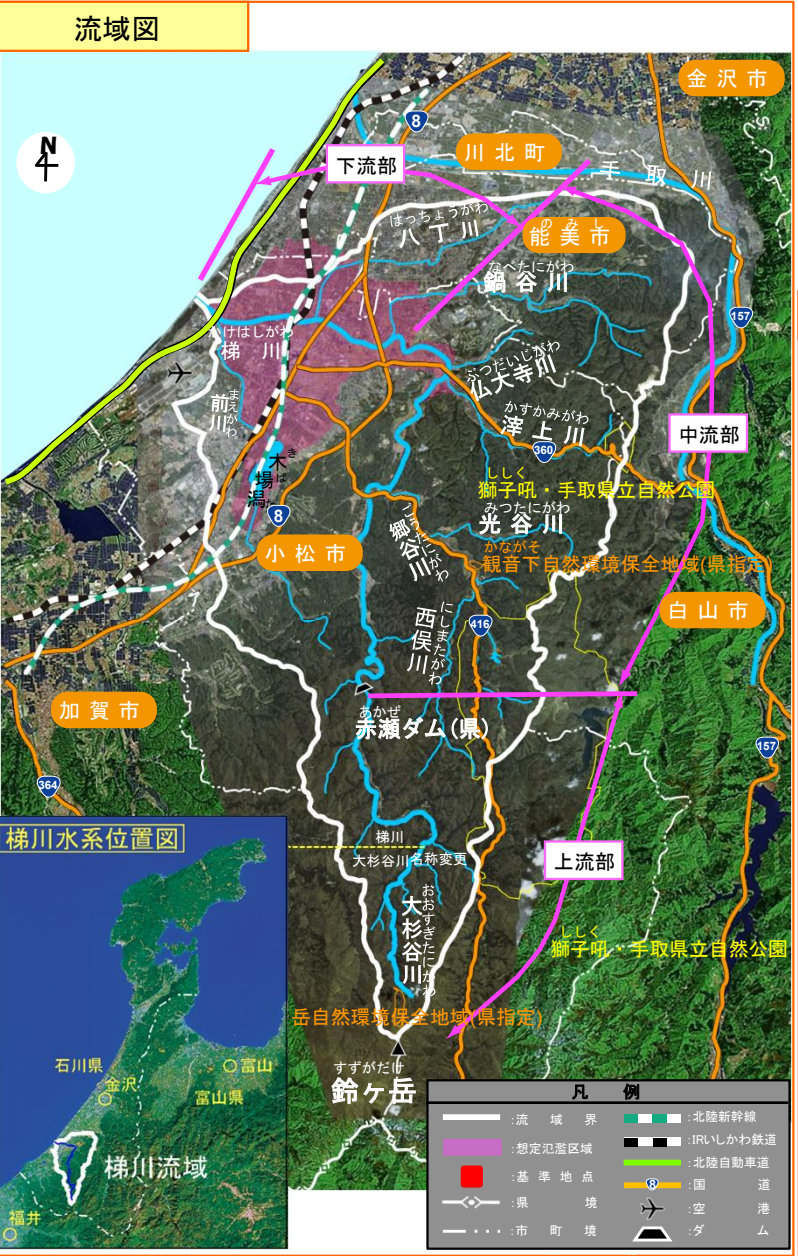 流域図
N
金沢市
8
川北町
手取川
下流部
はっちょうがわ
八丁川
のみし
能美市
なべたにがわ
鍋谷川
157
かけはしがわ
梯川
ぶつだいじがわ
仏大寺川
まえがわ
前川
かすかみがわ
滓上川
中流部
360
きばがた
木場潟
ししく
獅子吼・手取県立自然公園
みつたにがわ
光谷川
8
ごうたにがわ
郷谷川
かながそ
観音下自然環境保全地域(県指定)
小松市
白山市
416
にしまたがわ
西俣川
加賀市
あかぜ
赤瀬ダム(県)
157
364
梯川
大杉谷川名称変更
上流部
おおすぎたにがわ
大杉谷川
ししく
獅子吼・手取県立自然公園
岳自然環境保全地域(県指定)
すずがだけ
鈴ヶ岳
梯川水系位置図
石川県
金沢
富山
富山県
梯川流域
福井
凡例
:流域界
:北陸新幹線
:想定氾濫区域
:IRいしかわ鉄道
:基準地点
:北陸自動車道
8
:国道
:県境
:空港
:市町境
:ダム